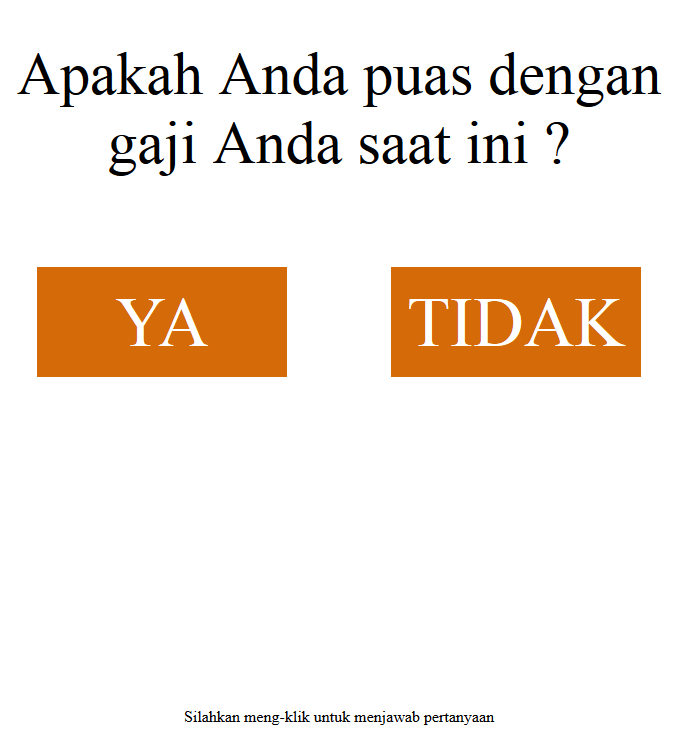 Apakah Anda puas dengan
gaji Anda saat ini ?
YA
TIDAK
Silahkan meng-klik untuk menjawab pertanyaan